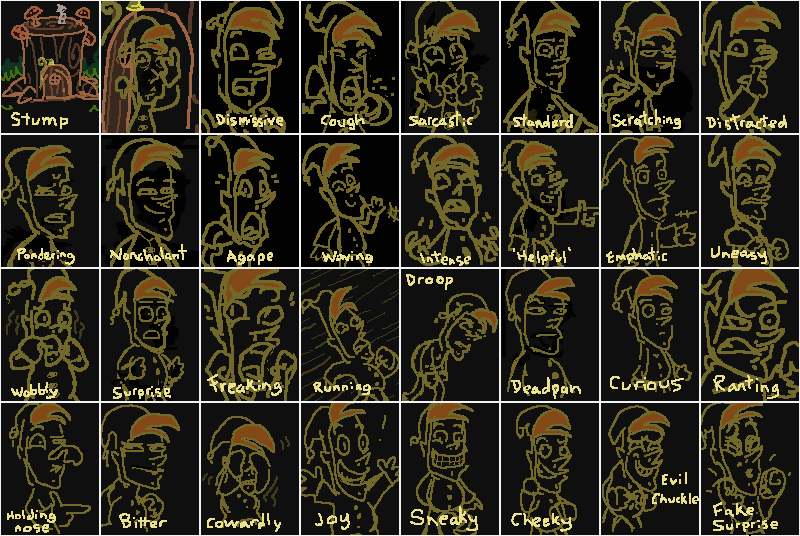 Stump
Dismissive
Cough
Sarcastic
Standard
Scratching
Distracted
Pondering
Nonchalant
Agape
Waving
Intense
'Helpful'
Emphatic
Uneasy
Wobbly
Surprise
Freaking
Running
Droop
Deadpan
Curious
Ranting
Holding
nose
Bitter
Cowardly
Joy
Sneaky
Cheeky
Evil
Chuckle
Fake
Surprise